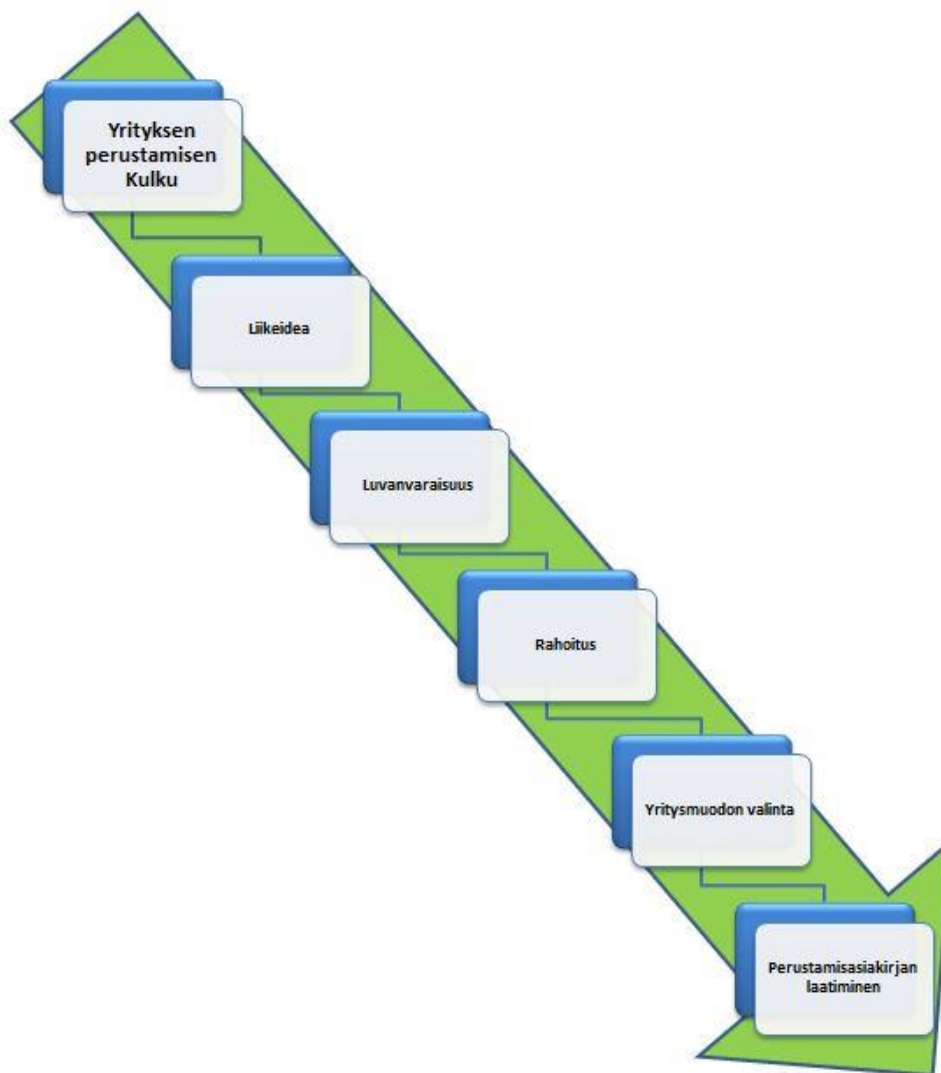 Yrityksen
perustamisen
Kulku
Liikeidea
Luvanvaraisuus
Rahoitus
Yritysmuodon valinta
Perustamisasiakirjan
laatiminen